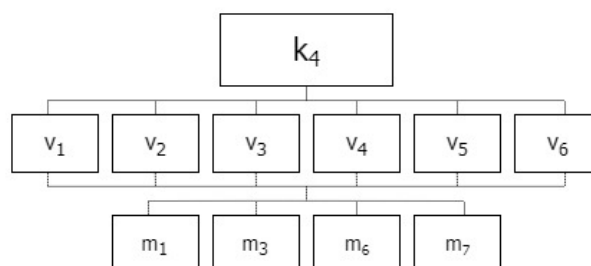 k₄
v₁ v₂ v₃ v₄ v₅ v₆
m₁ m₃ m₆ m₇